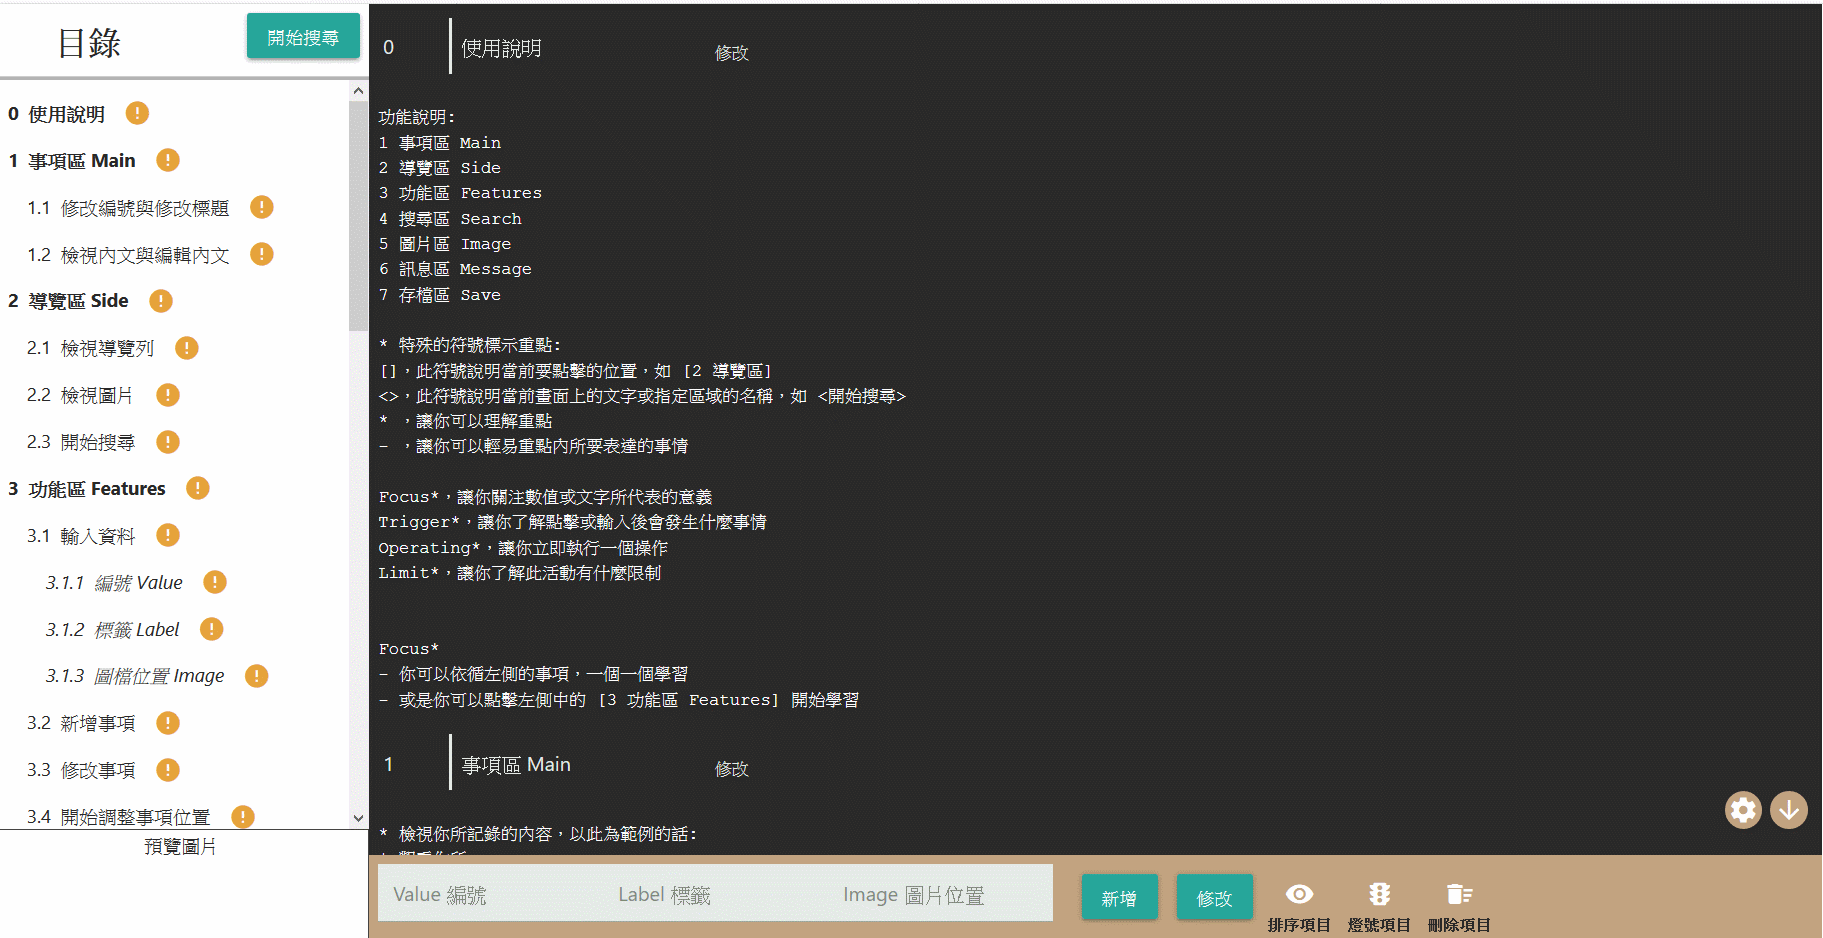 目錄
開始搜尋
0 使用說明
1 事項區 Main
1.1 修改編號與修改標題
1.2 檢視內文與編輯內文
2 導覽區 Side
2.1 檢視導覽列
2.2 檢視圖片
2.3 開始搜尋
3 功能區 Features
3.1 輸入資料
3.1.1 編號 Value
3.1.2 標籤 Label
3.1.3 圖檔位置 Image
3.2 新增事項
3.3 修改事項
3.4 開始調整事項位置
預覽圖片
0 使用說明 修改
功能說明:
1 事項區 Main
2 導覽區 Side
3 功能區 Features
4 搜尋區 Search
5 圖片區 Image
6 訊息區 Message
7 存檔區 Save
* 特殊的符號標示重點:
[]，此符號說明當前要點擊的位置，如 [2 導覽區]
<>，此符號說明當前畫面上的文字或指定區域的名稱，如 <開始搜尋>
* ，讓你可以理解重點
- ，讓你可以輕易重點內所要表達的事情
Focus*，讓你關注數值或文字所代表的意義
Trigger*，讓你了解點擊或輸入後會發生什麼事情
Operating*，讓你立即執行一個操作
Limit*，讓你了解此活動有什麼限制
Focus*
- 你可以依循左側的事項，一個一個學習
- 或是你可以點擊左側中的 [3 功能區 Features] 開始學習
1 事項區 Main 修改
* 檢視你所記錄的內容，以此為範例的話:
Value 編號 Label 標籤 Image 圖片位置
新增
修改
排序項目
燈號項目
刪除項目